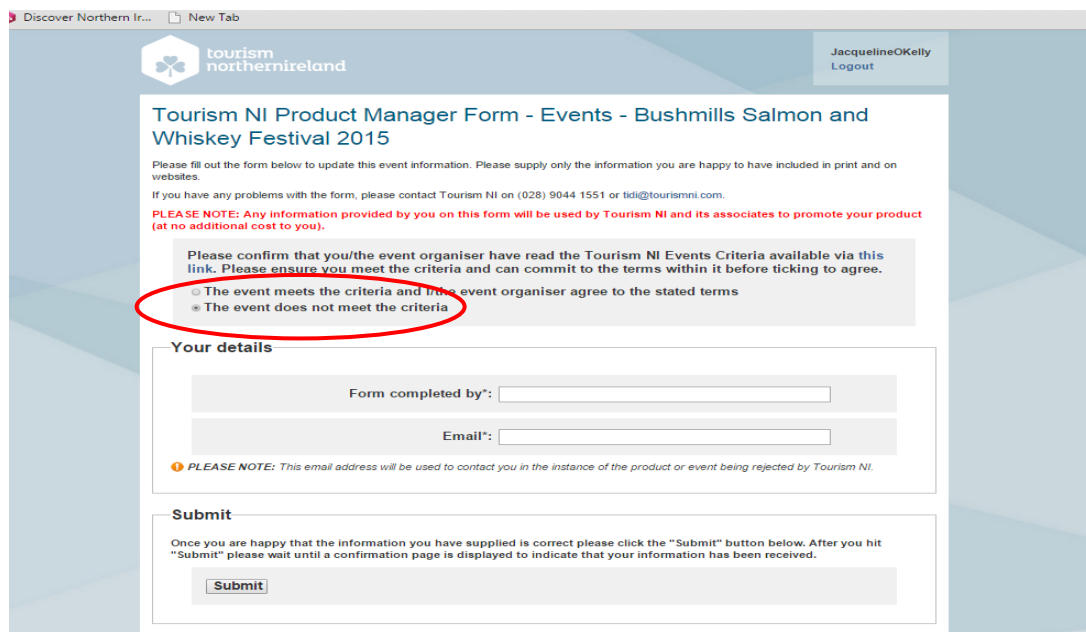 Discover Northern Ir... New Tab
tourism
northernireland
JacquelineOKelly
Logout
Tourism NI Product Manager Form - Events - Bushmills Salmon and
Whiskey Festival 2015
Please fill out the form below to update this event information. Please supply only the information you are happy to have included in print and on
websites.
If you have any problems with the form, please contact Tourism NI on (028) 9044 1551 or tidi@tourismni.com.
PLEASE NOTE: Any information provided by you on this form will be used by Tourism NI and its associates to promote your product
(at no additional cost to you).
Please confirm that you/the event organiser have read the Tourism NI Events Criteria available via this
link. Please ensure you meet the criteria and can commit to the terms within it before ticking to agree.
The event meets the criteria and I/the event organiser agree to the stated terms
The event does not meet the criteria
Your details
Form completed by*:
Email*:
PLEASE NOTE: This email address will be used to contact you in the instance of the product or event being rejected by Tourism NI.
Submit
Once you are happy that the information you have supplied is correct please click the "Submit" button below. After you hit
"Submit" please wait until a confirmation page is displayed to indicate that your information has been received.
Submit